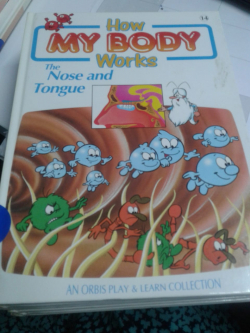 How
14
MY BODY
Works
The
Nose and
Tongue
AN ORBIS PLAY & LEARN COLLECTION